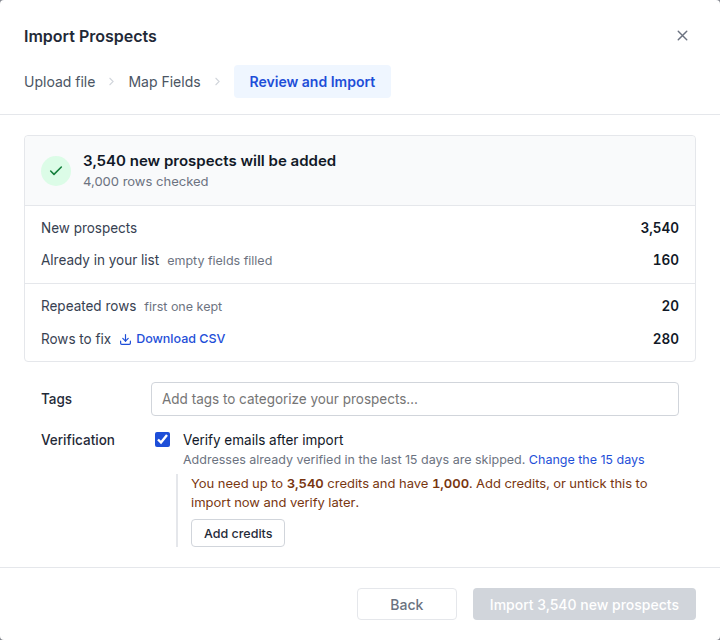 Import Prospects
Upload file
Map Fields
Review and Import
3,540 new prospects will be added
4,000 rows checked
New prospects 3,540
Already in your list empty fields filled 160
Repeated rows first one kept 20
Rows to fix Download CSV 280
Tags Add tags to categorize your prospects...
Verification Verify emails after import
Addresses already verified in the last 15 days are skipped. Change the 15 days
You need up to 3,540 credits and have 1,000. Add credits, or untick this to
import now and verify later.
Add credits
Back Import 3,540 new prospects